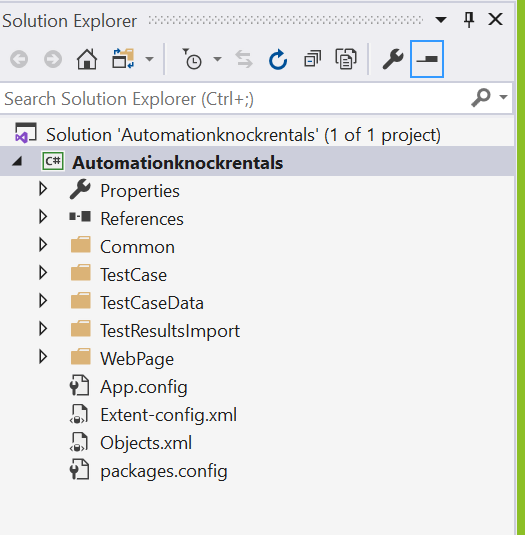 Solution Explorer
Search Solution Explorer (Ctrl+;)
Solution 'Automationknockrentals' (1 of 1 project)
C# Automationknockrentals
Properties
References
Common
TestCase
TestCaseData
TestResultsImport
WebPage
App.config
Extent-config.xml
Objects.xml
packages.config